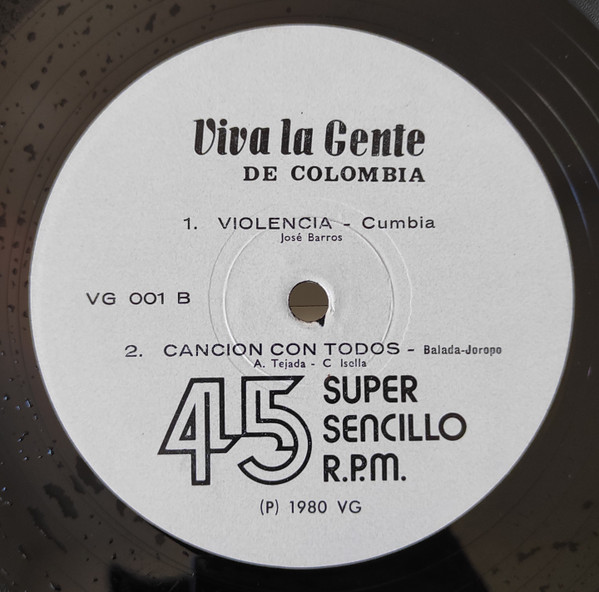 Viva la Gente
DE COLOMBIA
1. VIOLENCIA - Cumbia
José Barros
VG 001 B
2. CANCION CON TODOS - Balada-Joropo
A. Tejada - C Isella
45 SUPER
SENCILLO
R.P.M.
(P) 1980 VG